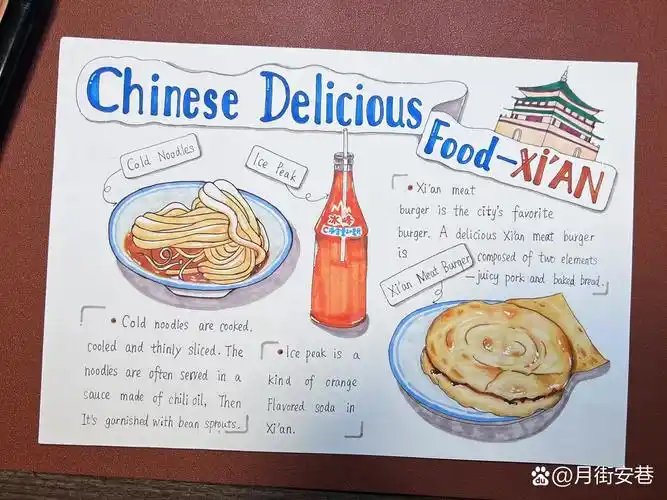 Chinese Delicious
Food-XI'AN
Cold Noodles
Ice Peak
冰峰
• Xi'an meat
burger is the city's favorite
burger. A delicious Xi'an meat burger
is composed of two elements
—juicy pork and baked bread.
Xi'an Meat Burger
• Cold noodles are cooked,
cooled and thinly sliced. The
noodles are often served in a
sauce made of chili oil, Then
It's garnished with bean sprouts.
• Ice peak is a
kind of orange
Flavored soda in
Xi'an.
Bai du @月街安巷